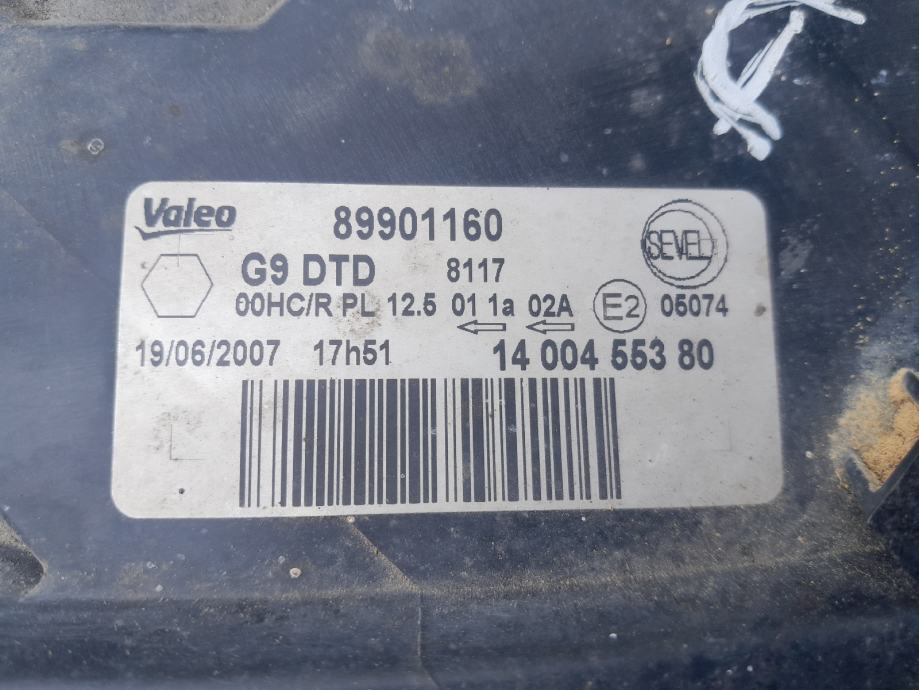 Valeo 89901160 SEVEL
G9 DTD 8117
00HC/R PL 12.5 01 1a 02A E2 05074
19/06/2007 17h51 14 004 553 80